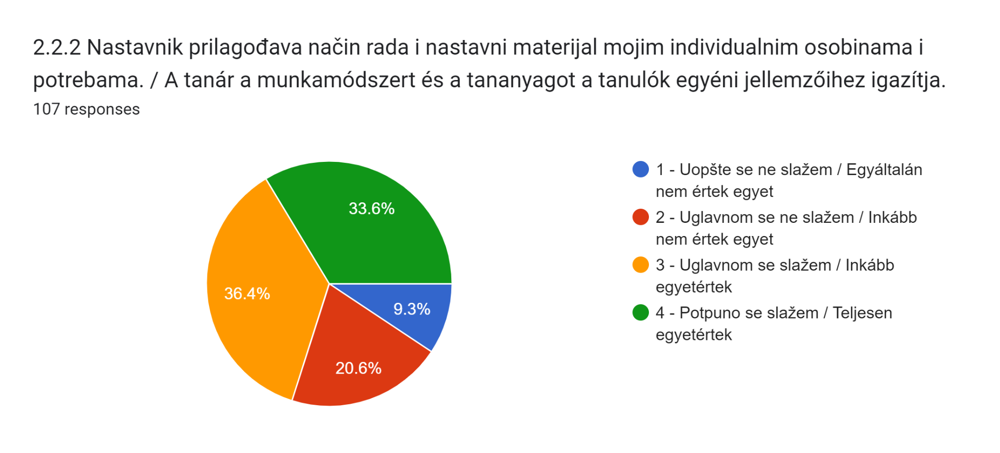 2.2.2 Nastavnik prilagođava način rada i nastavni materijal mojim individualnim osobinama i
potrebama. / A tanár a munkamódszert és a tananyagot a tanulók egyéni jellemzőihez igazítja.
107 responses
33.6%
36.4%
9.3%
20.6%
1 - Uopšte se ne slažem / Egyáltalán
nem értek egyet
2 - Uglavnom se ne slažem / Inkább
nem értek egyet
3 - Uglavnom se slažem / Inkább
egyetértek
4 - Potpuno se slažem / Teljesen
egyetértek